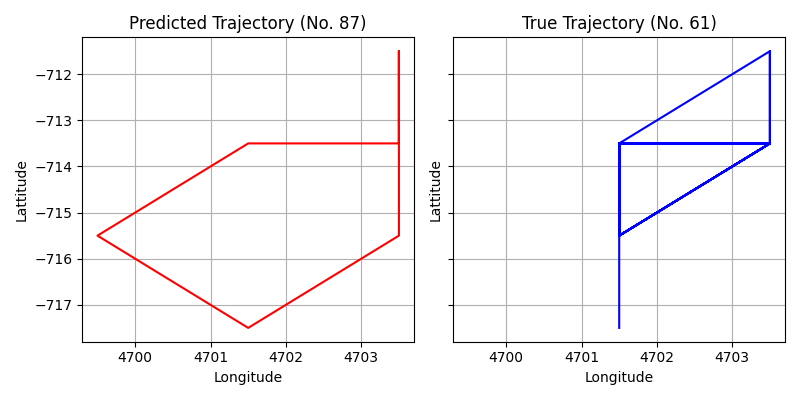 Predicted Trajectory (No. 87)
True Trajectory (No. 61)
Lattitude
−712
−713
−714
−715
−716
−717
4700
4701
4702
4703
Longitude
Lattitude
4700
4701
4702
4703
Longitude